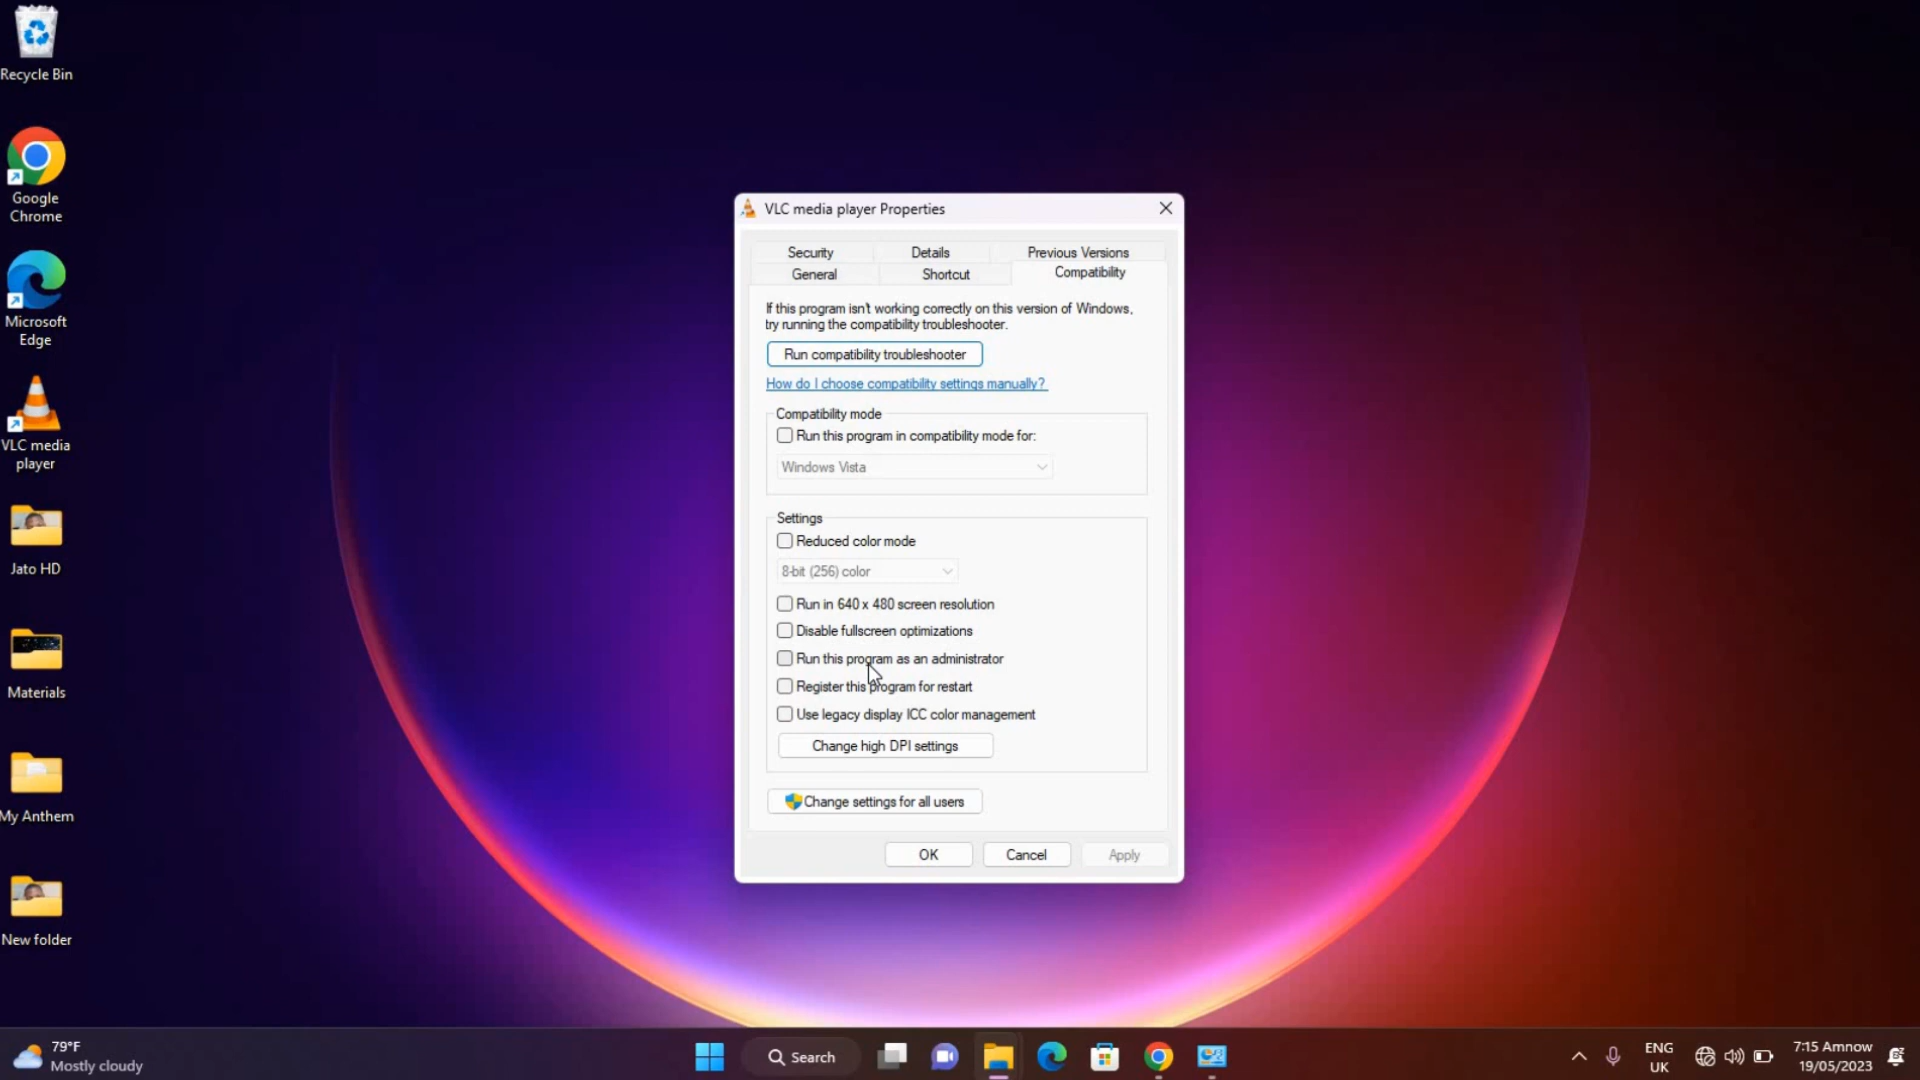 Recycle Bin
Google
Chrome
Microsoft
Edge
VLC media
player
Jato HD
Materials
My Anthem
New folder
VLC media player Properties
Security
Details
Previous Versions
General
Shortcut
Compatibility
If this program isn't working correctly on this version of Windows,
try running the compatibility troubleshooter.
Run compatibility troubleshooter
How do I choose compatibility settings manually?
Compatibility mode
Run this program in compatibility mode for:
Windows Vista
Settings
Reduced color mode
8-bit (256) color
Run in 640 x 480 screen resolution
Disable fullscreen optimizations
Run this program as an administrator
Register this program for restart
Use legacy display ICC color management
Change high DPI settings
Change settings for all users
OK
Cancel
Apply
79°F
Mostly cloudy
Search
ENG
UK
7:15 Amnow
19/05/2023